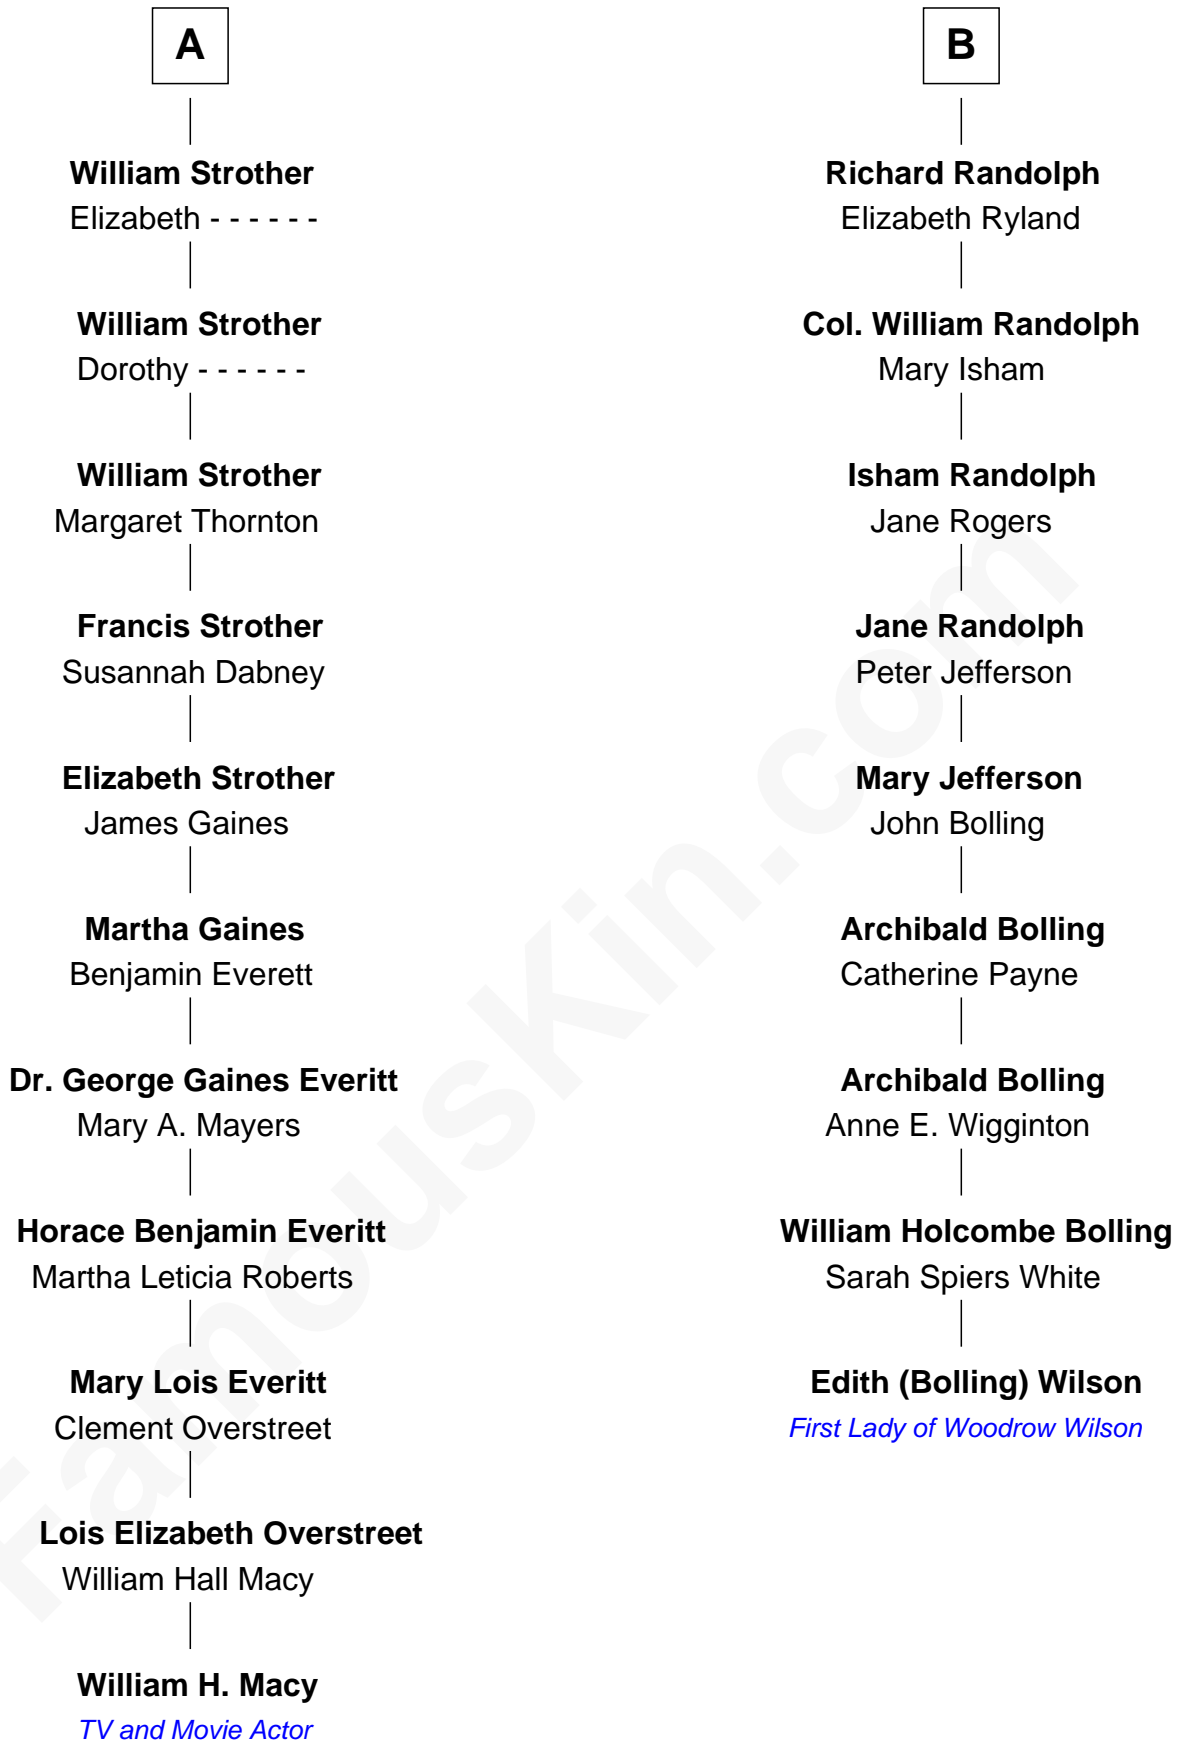 A
William Strother
Elizabeth - - - - - -
William Strother
Dorothy - - - - - -
William Strother
Margaret Thornton
Francis Strother
Susannah Dabney
Elizabeth Strother
James Gaines
Martha Gaines
Benjamin Everett
Dr. George Gaines Everitt
Mary A. Mayers
Horace Benjamin Everitt
Martha Leticia Roberts
Mary Lois Everitt
Clement Overstreet
Lois Elizabeth Overstreet
William Hall Macy
William H. Macy
TV and Movie Actor
B
Richard Randolph
Elizabeth Ryland
Col. William Randolph
Mary Isham
Isham Randolph
Jane Rogers
Jane Randolph
Peter Jefferson
Mary Jefferson
John Bolling
Archibald Bolling
Catherine Payne
Archibald Bolling
Anne E. Wigginton
William Holcombe Bolling
Sarah Spiers White
Edith (Bolling) Wilson
First Lady of Woodrow Wilson
FamousKin.com